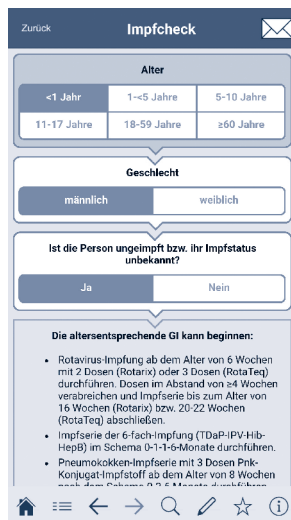 Zurück
Impfcheck
Alter
<1 Jahr
1-<5 Jahre
5-10 Jahre
11-17 Jahre
18-59 Jahre
≥60 Jahre
Geschlecht
männlich
weiblich
Ist die Person ungeimpft bzw. ihr Impfstatus
unbekannt?
Ja
Nein
Die altersentsprechende GI kann beginnen:
• Rotavirus-Impfung ab dem Alter von 6 Wochen
mit 2 Dosen (Rotarix) oder 3 Dosen (RotaTeq)
durchführen. Dosen im Abstand von ≥4 Wochen
verabreichen und Impfserie bis zum Alter von
16 Wochen (Rotarix) bzw. 20-22 Wochen
(RotaTeq) abschließen.
• Impfserie der 6-fach-Impfung (TDaP-IPV-Hib-
HepB) im Schema 0-1-1-6-Monate durchführen.
• Pneumokokken-Impfserie mit 3 Dosen Pnk-
Konjugat-Impfstoff ab dem Alter von 8 Wochen